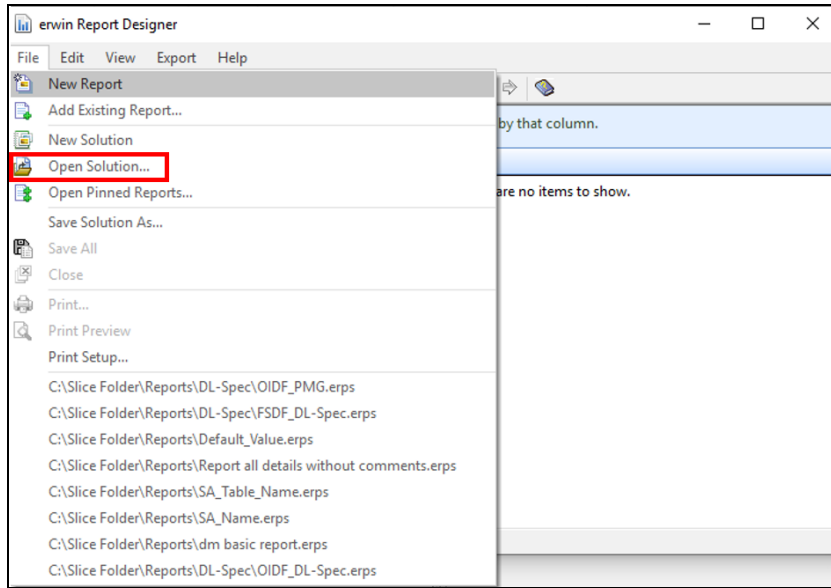 erwin Report Designer
File Edit View Export Help
New Report
Add Existing Report...
by that column.
New Solution
Open Solution...
Open Pinned Reports...
are no items to show.
Save Solution As...
Save All
Close
Print...
Print Preview
Print Setup...
C:\Slice Folder\Reports\DL-Spec\OIDF_PMG.erps
C:\Slice Folder\Reports\DL-Spec\FSDF_DL-Spec.erps
C:\Slice Folder\Reports\Default_Value.erps
C:\Slice Folder\Reports\Report all details without comments.erps
C:\Slice Folder\Reports\SA_Table_Name.erps
C:\Slice Folder\Reports\SA_Name.erps
C:\Slice Folder\Reports\dm basic report.erps
C:\Slice Folder\Reports\DL-Spec\OIDF_DL-Spec.erps